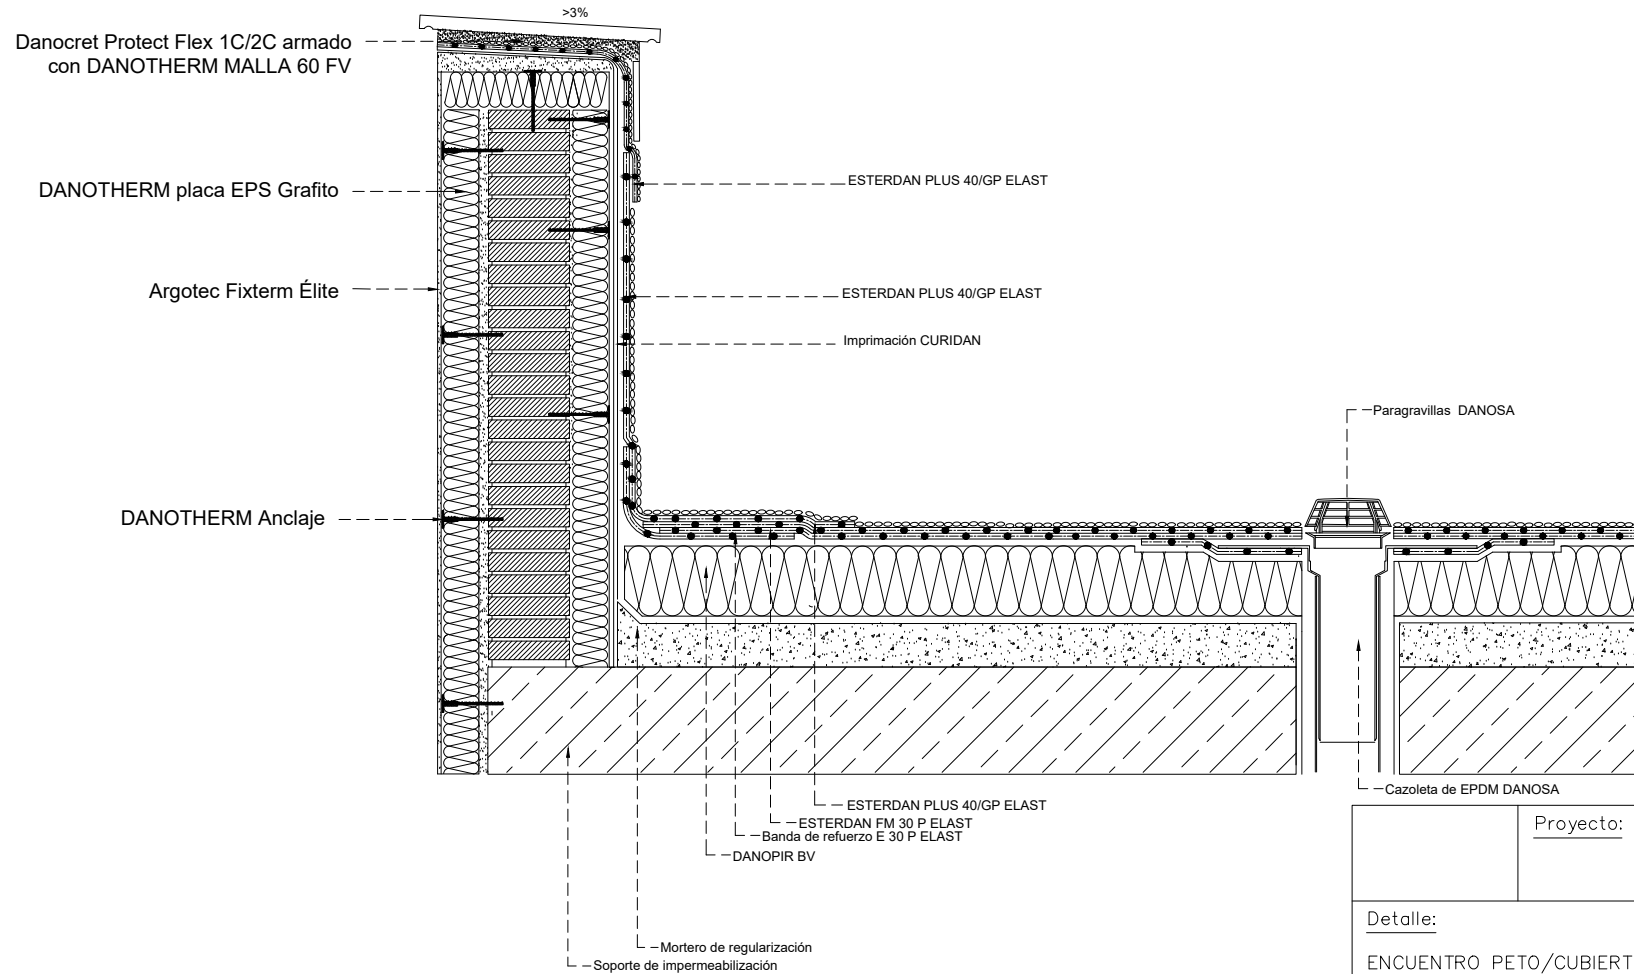 >3%
Danocret Protect Flex 1C/2C armado
con DANOTHERM MALLA 60 FV
DANOTHERM placa EPS Grafito
ESTERDAN PLUS 40/GP ELAST
Argotec Fixterm Élite
ESTERDAN PLUS 40/GP ELAST
Imprimación CURIDAN
Paragravillas DANOSA
DANOTHERM Anclaje
Cazoleta de EPDM DANOSA
ESTERDAN PLUS 40/GP ELAST
ESTERDAN FM 30 P ELAST
Banda de refuerzo E 30 P ELAST
DANOPIR BV
Mortero de regularización
Soporte de impermeabilización
Proyecto:
Detalle:
ENCUENTRO PETO/CUBIERT